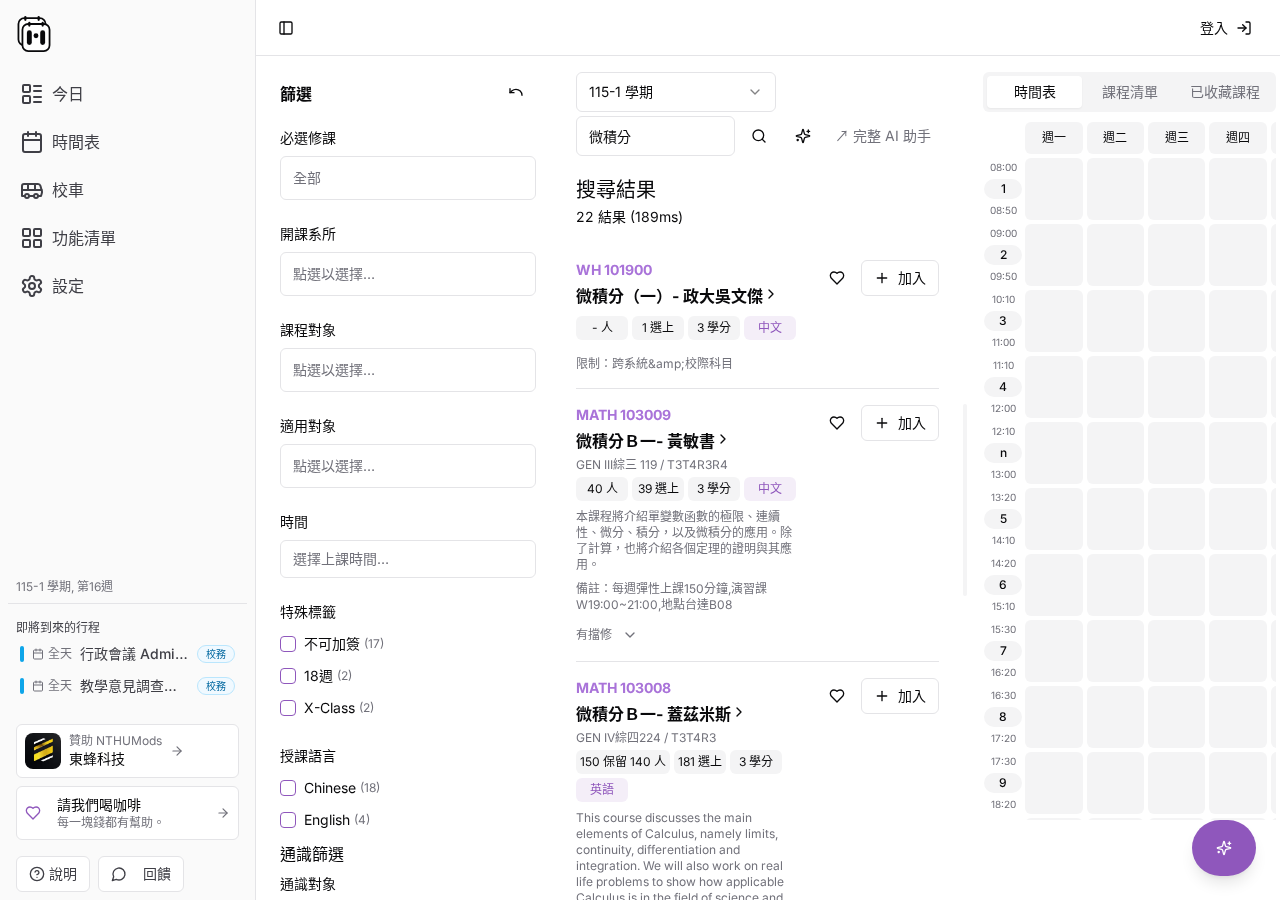 登入
今日
時間表
校車
功能清單
設定
115-1 學期, 第16週
即將到來的行程
全天 行政會議 Admi... 校務
全天 教學意見調查... 校務
贊助 NTHUMods
東蜂科技
請我們喝咖啡
每一塊錢都有幫助。
說明
回饋
篩選
必選修課
全部
開課系所
點選以選擇...
課程對象
點選以選擇...
適用對象
點選以選擇...
時間
選擇上課時間...
特殊標籤
不可加簽 (17)
18週 (2)
X-Class (2)
授課語言
Chinese (18)
English (4)
通識篩選
通識對象
115-1 學期
微積分
完整 AI 助手
搜尋結果
22 結果 (189ms)
WH 101900
微積分（一）- 政大吳文傑
加入
- 人 1 選上 3 學分 中文
限制：跨系統&amp;校際科目
MATH 103009
微積分Ｂ一- 黃敏書
加入
GEN III綜三 119 / T3T4R3R4
40 人 39 選上 3 學分 中文
本課程將介紹單變數函數的極限、連續
性、微分、積分，以及微積分的應用。除
了計算，也將介紹各個定理的證明與其應
用。
備註：每週彈性上課150分鐘,演習課
W19:00~21:00,地點台達B08
有擋修
MATH 103008
微積分Ｂ一- 蓋茲米斯
加入
GEN IV綜四224 / T3T4R3
150 保留 140 人 181 選上 3 學分
英語
This course discusses the main
elements of Calculus, namely limits,
continuity, differentiation and
integration. We will also work on real
life problems to show how applicable
Calculus is in the field of science and
時間表 課程清單 已收藏課程
週一 週二 週三 週四
08:00
1
08:50
09:00
2
09:50
10:10
3
11:00
11:10
4
12:00
12:10
n
13:00
13:20
5
14:10
14:20
6
15:10
15:30
7
16:20
16:30
8
17:20
17:30
9
18:20